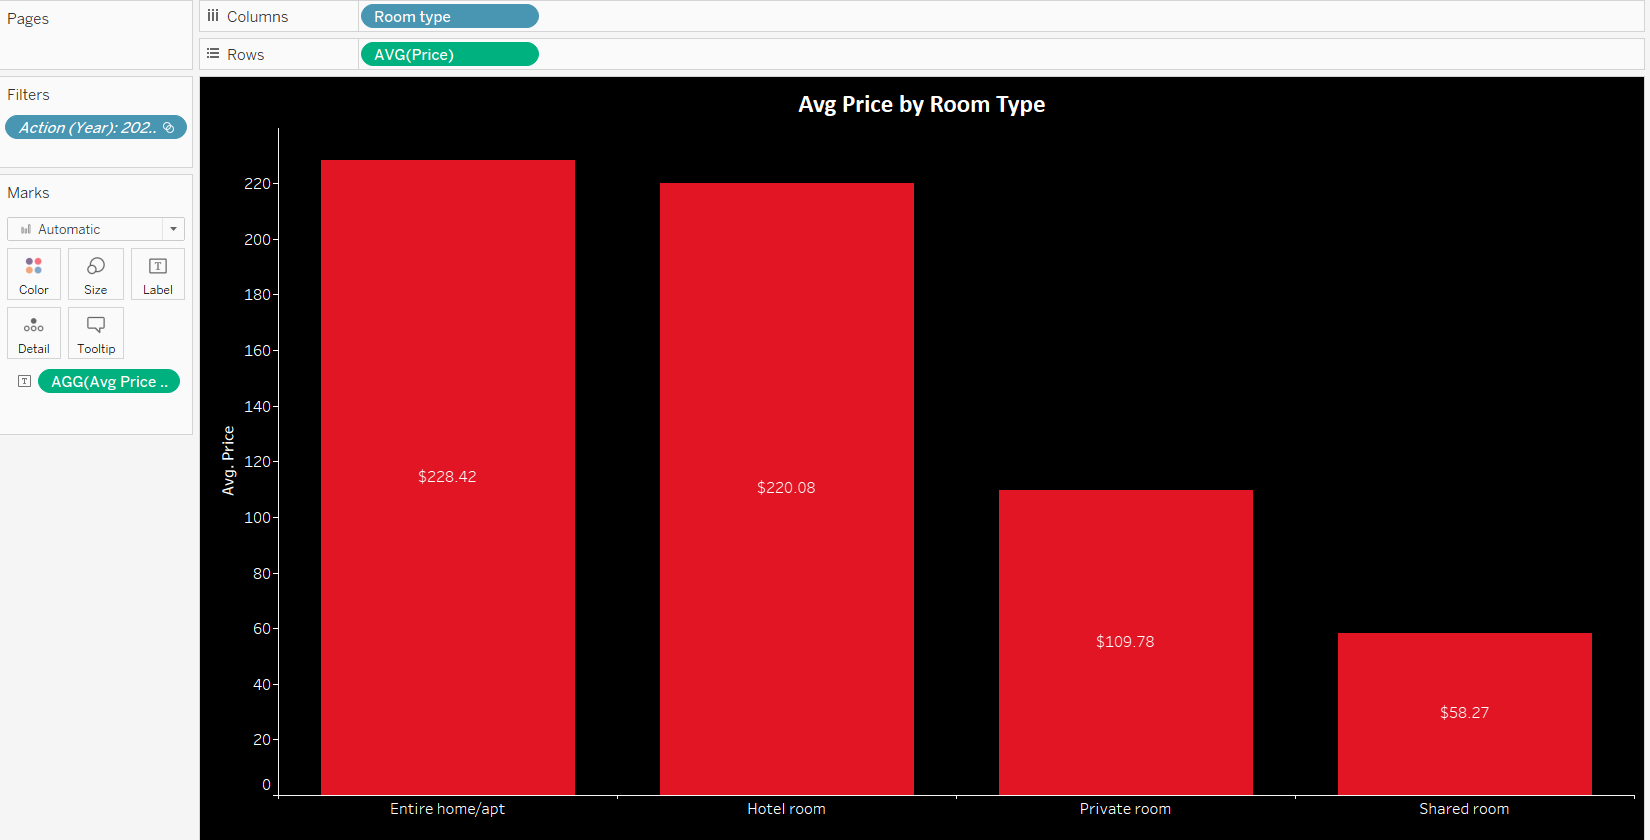 Pages
Columns
Room type
Rows
AVG(Price)
Filters
Action (Year): 202..
Marks
Automatic
Color
Size
T
Label
Detail
Tooltip
T
AGG(Avg Price ..
Avg Price by Room Type
Avg. Price
220
200
180
160
140
120
100
80
60
40
20
0
$228.42
$220.08
$109.78
$58.27
Entire home/apt
Hotel room
Private room
Shared room